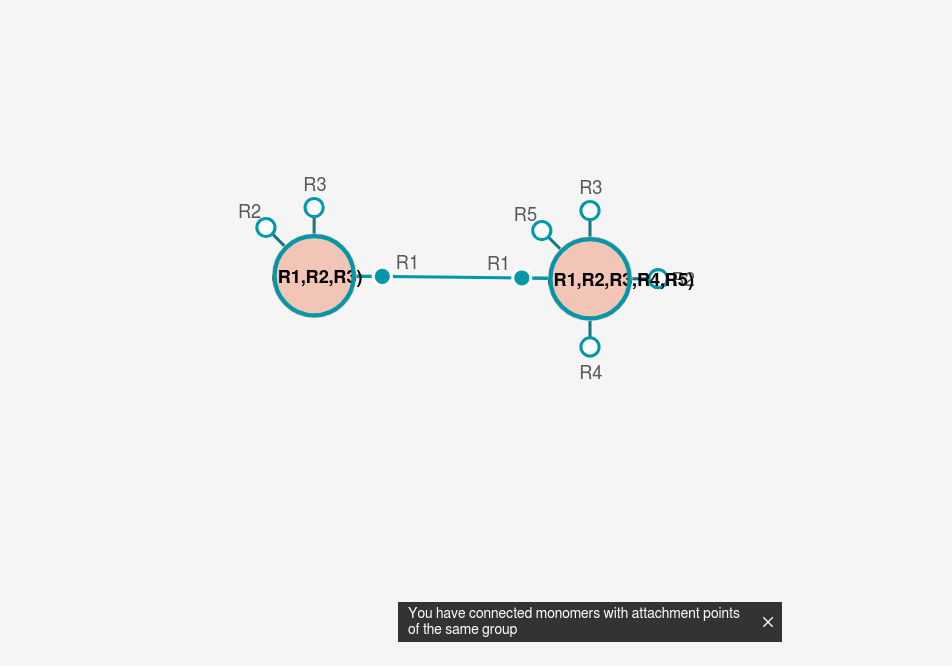 R3
R3
R2
R5
R1
R1
R1,R2,R3)
R1,R2,R3,R4,R5)
R4
You have connected monomers with attachment points
of the same group